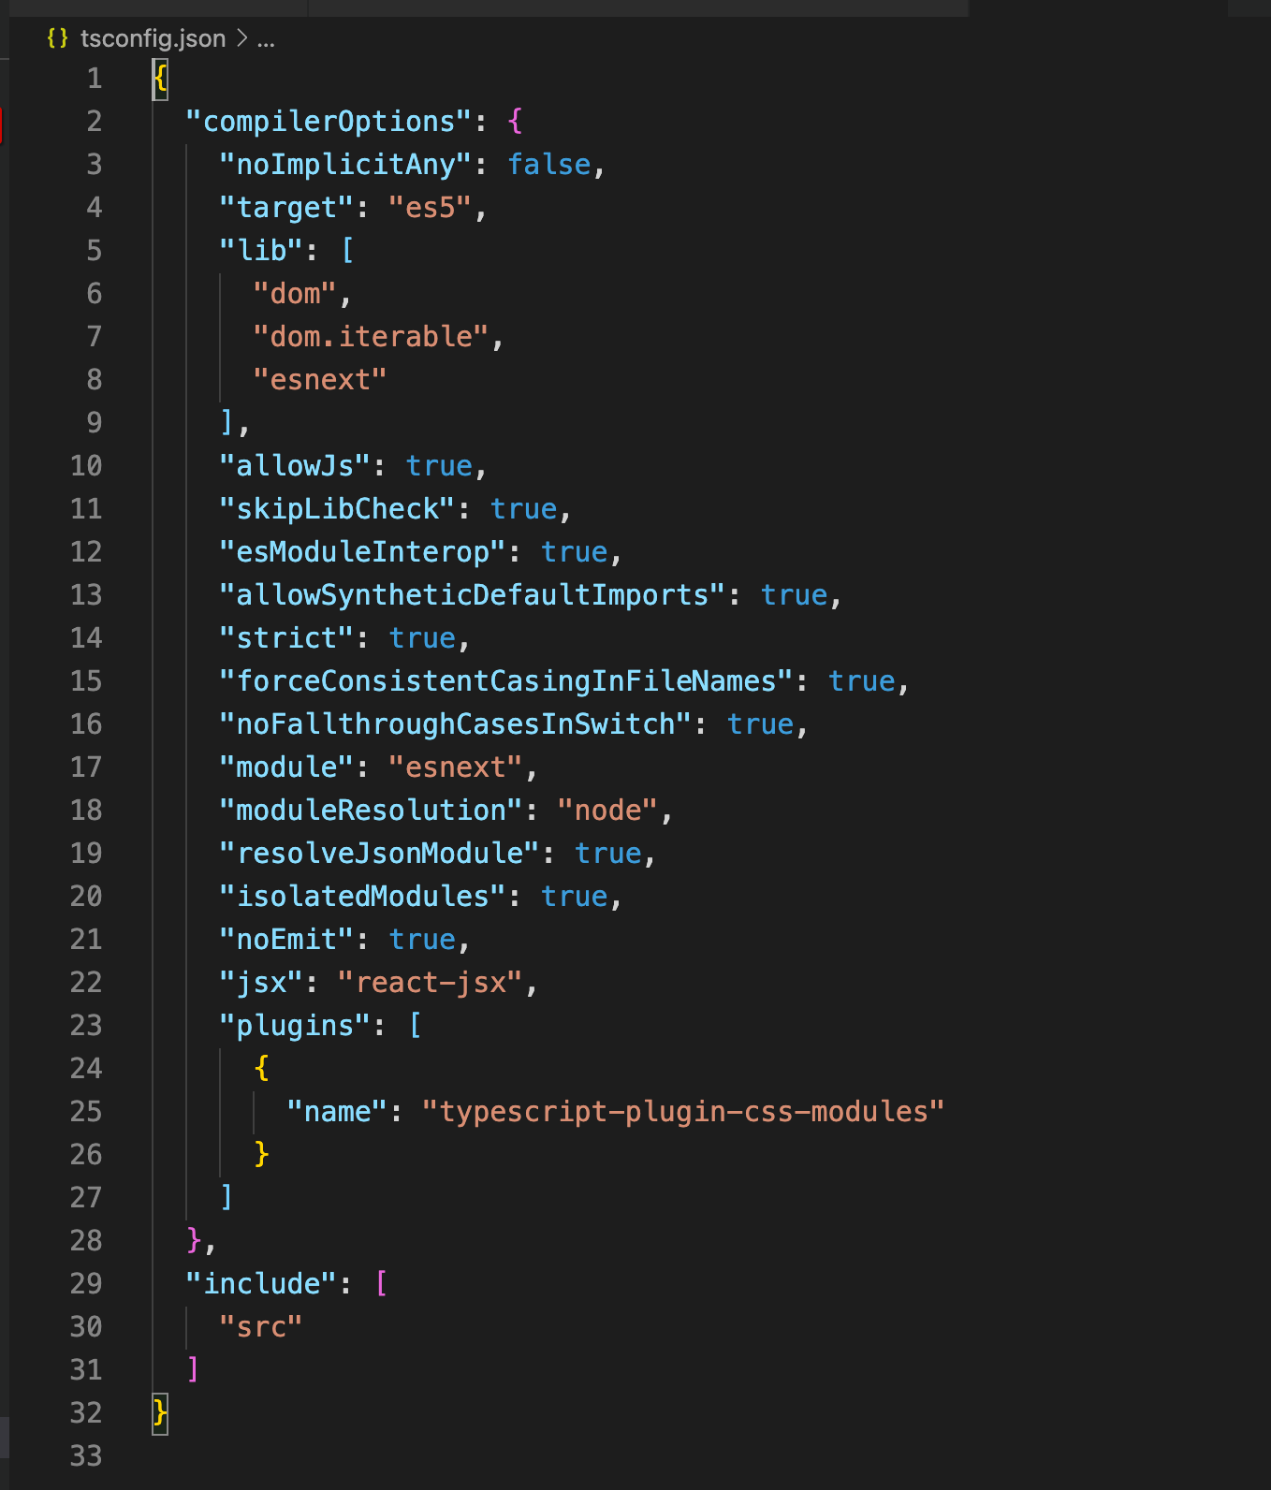 {} tsconfig.json > ...
1 {
2 "compilerOptions": {
3 "noImplicitAny": false,
4 "target": "es5",
5 "lib": [
6 "dom",
7 "dom.iterable",
8 "esnext"
9 ],
10 "allowJs": true,
11 "skipLibCheck": true,
12 "esModuleInterop": true,
13 "allowSyntheticDefaultImports": true,
14 "strict": true,
15 "forceConsistentCasingInFileNames": true,
16 "noFallthroughCasesInSwitch": true,
17 "module": "esnext",
18 "moduleResolution": "node",
19 "resolveJsonModule": true,
20 "isolatedModules": true,
21 "noEmit": true,
22 "jsx": "react-jsx",
23 "plugins": [
24 {
25 "name": "typescript-plugin-css-modules"
26 }
27 ]
28 },
29 "include": [
30 "src"
31 ]
32 }
33